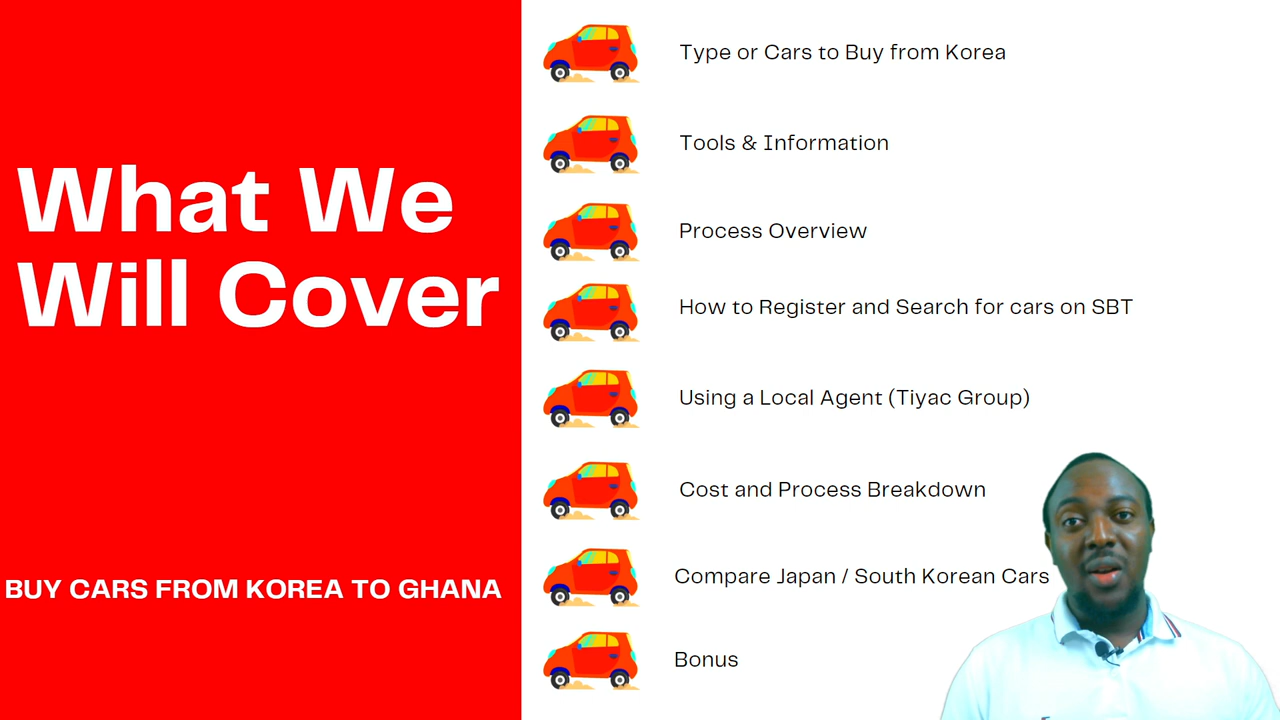 What We
Will Cover
BUY CARS FROM KOREA TO GHANA
Type or Cars to Buy from Korea
Tools & Information
Process Overview
How to Register and Search for cars on SBT
Using a Local Agent (Tiyac Group)
Cost and Process Breakdown
Compare Japan / South Korean Cars
Bonus